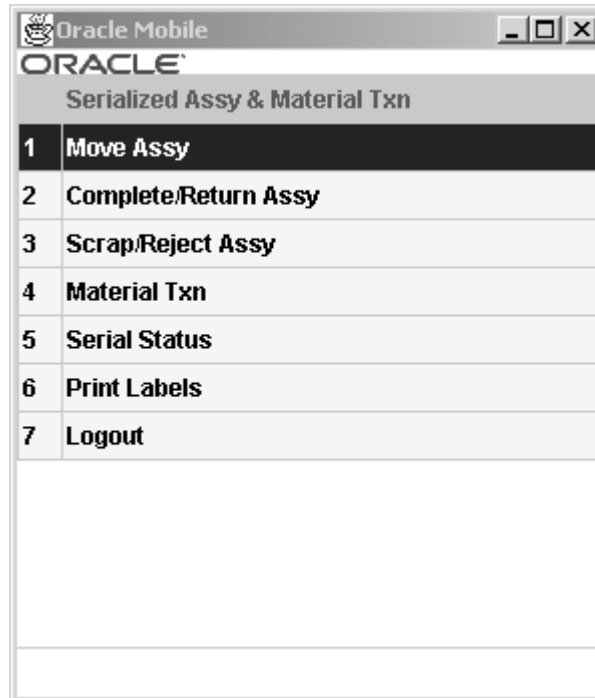 Oracle Mobile
ORACLE
Serialized Assy & Material Txn
1 Move Assy
2 Complete/Return Assy
3 Scrap/Reject Assy
4 Material Txn
5 Serial Status
6 Print Labels
7 Logout